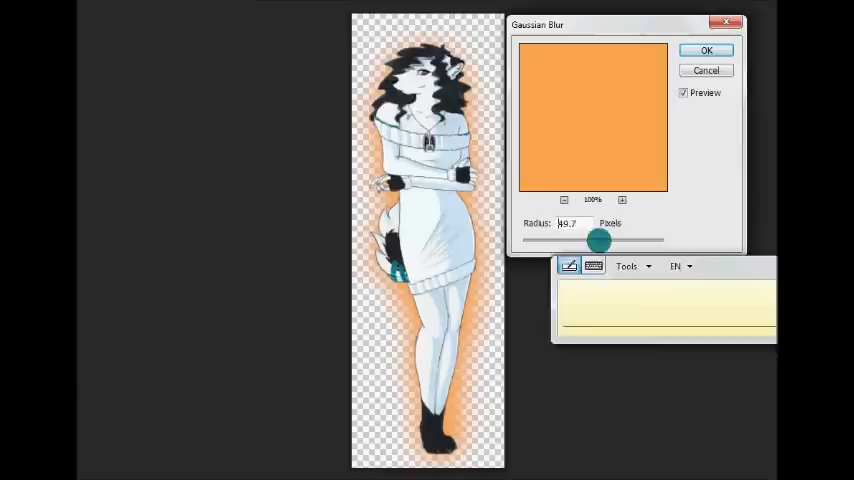 Gaussian Blur
OK
Cancel
Preview
100%
Radius: 49.7 Pixels
Tools EN